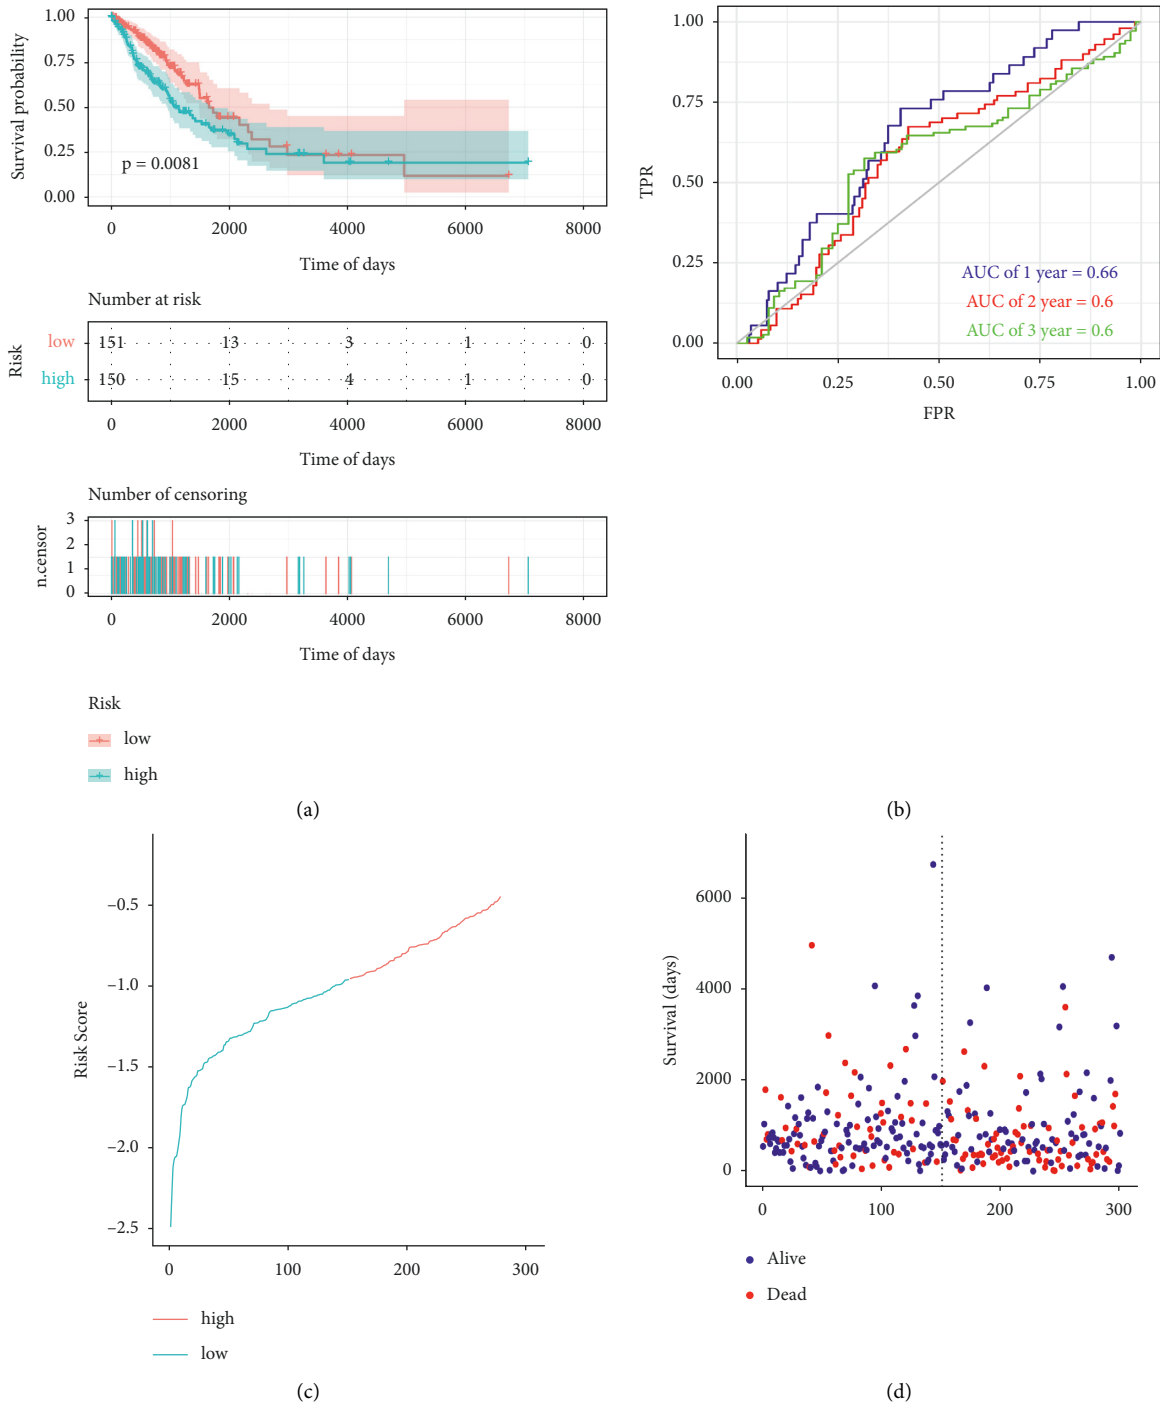 Survival probability
1.00
0.75
0.50
0.25
0.00
p = 0.0081
0 2000 4000 6000 8000
Time of days
Number at risk
Risk
low 151 13 3 1 0
high 150 15 4 1 0
0 2000 4000 6000 8000
Time of days
Number of censoring
n.censor
3
2
1
0
0 2000 4000 6000 8000
Time of days
Risk
low
high
(a)
TPR
1.00
0.75
0.50
0.25
0.00
AUC of 1 year = 0.66
AUC of 2 year = 0.6
AUC of 3 year = 0.6
0.00 0.25 0.50 0.75 1.00
FPR
(b)
Risk Score
−0.5
−1.0
−1.5
−2.0
−2.5
0 100 200 300
high
low
(c)
Survival (days)
6000
4000
2000
0
0 100 200 300
Alive
Dead
(d)